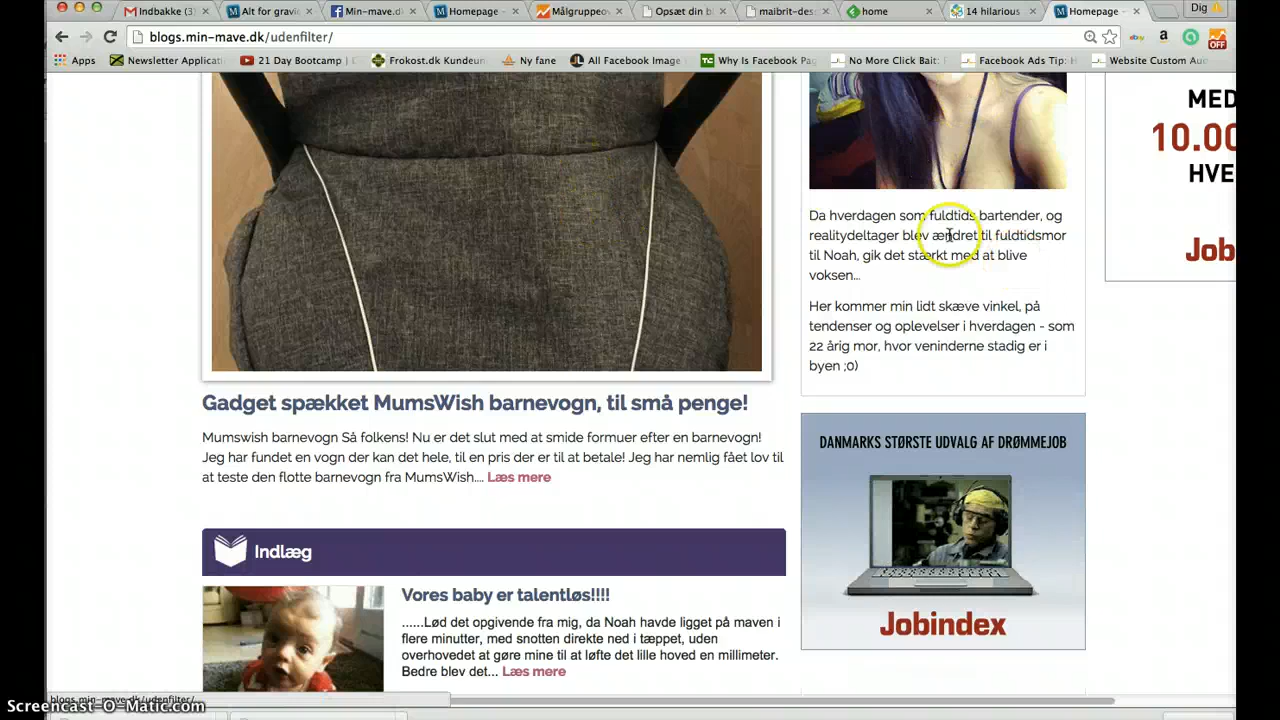 Indbakke (3)
Alt for gravid
Min-mave.dk
Homepage -
Målgruppeov
Opsæt din bl
maibrit-des
home
14 hilarious
Homepage -
Dig
blogs.min-mave.dk/udenfilter/
OFF
Apps
Newsletter Applicati
21 Day Bootcamp | C
Frokost.dk Kundeun
Ny fane
All Facebook Image
Why Is Facebook Pag
No More Click Bait:
Facebook Ads Tip: H
Website Custom Au
MED
10.00
HVE
Job
Da hverdagen som fuldtids bartender, og
realitydeltager blev ændret til fuldtidsmor
til Noah, gik det stærkt med at blive
voksen...
Her kommer min lidt skæve vinkel, på
tendenser og oplevelser i hverdagen - som
22 årig mor, hvor veninderne stadig er i
byen ;0)
Gadget spækket MumsWish barnevogn, til små penge!
Mumswish barnevogn Så folkens! Nu er det slut med at smide formuer efter en barnevogn!
Jeg har fundet en vogn der kan det hele, til en pris der er til at betale! Jeg har nemlig fået lov til
at teste den flotte barnevogn fra MumsWish.... Læs mere
DANMARKS STØRSTE UDVALG AF DRØMMEJOB
Jobindex
Indlæg
Vores baby er talentløs!!!!
......Lød det opgivende fra mig, da Noah havde ligget på maven i
flere minutter, med snotten direkte ned i tæppet, uden
overhovedet at gøre mine til at løfte det lille hoved en millimeter.
Bedre blev det... Læs mere
blogs.min-mave.dk/udenfilter/
Screencast-O-Matic.com